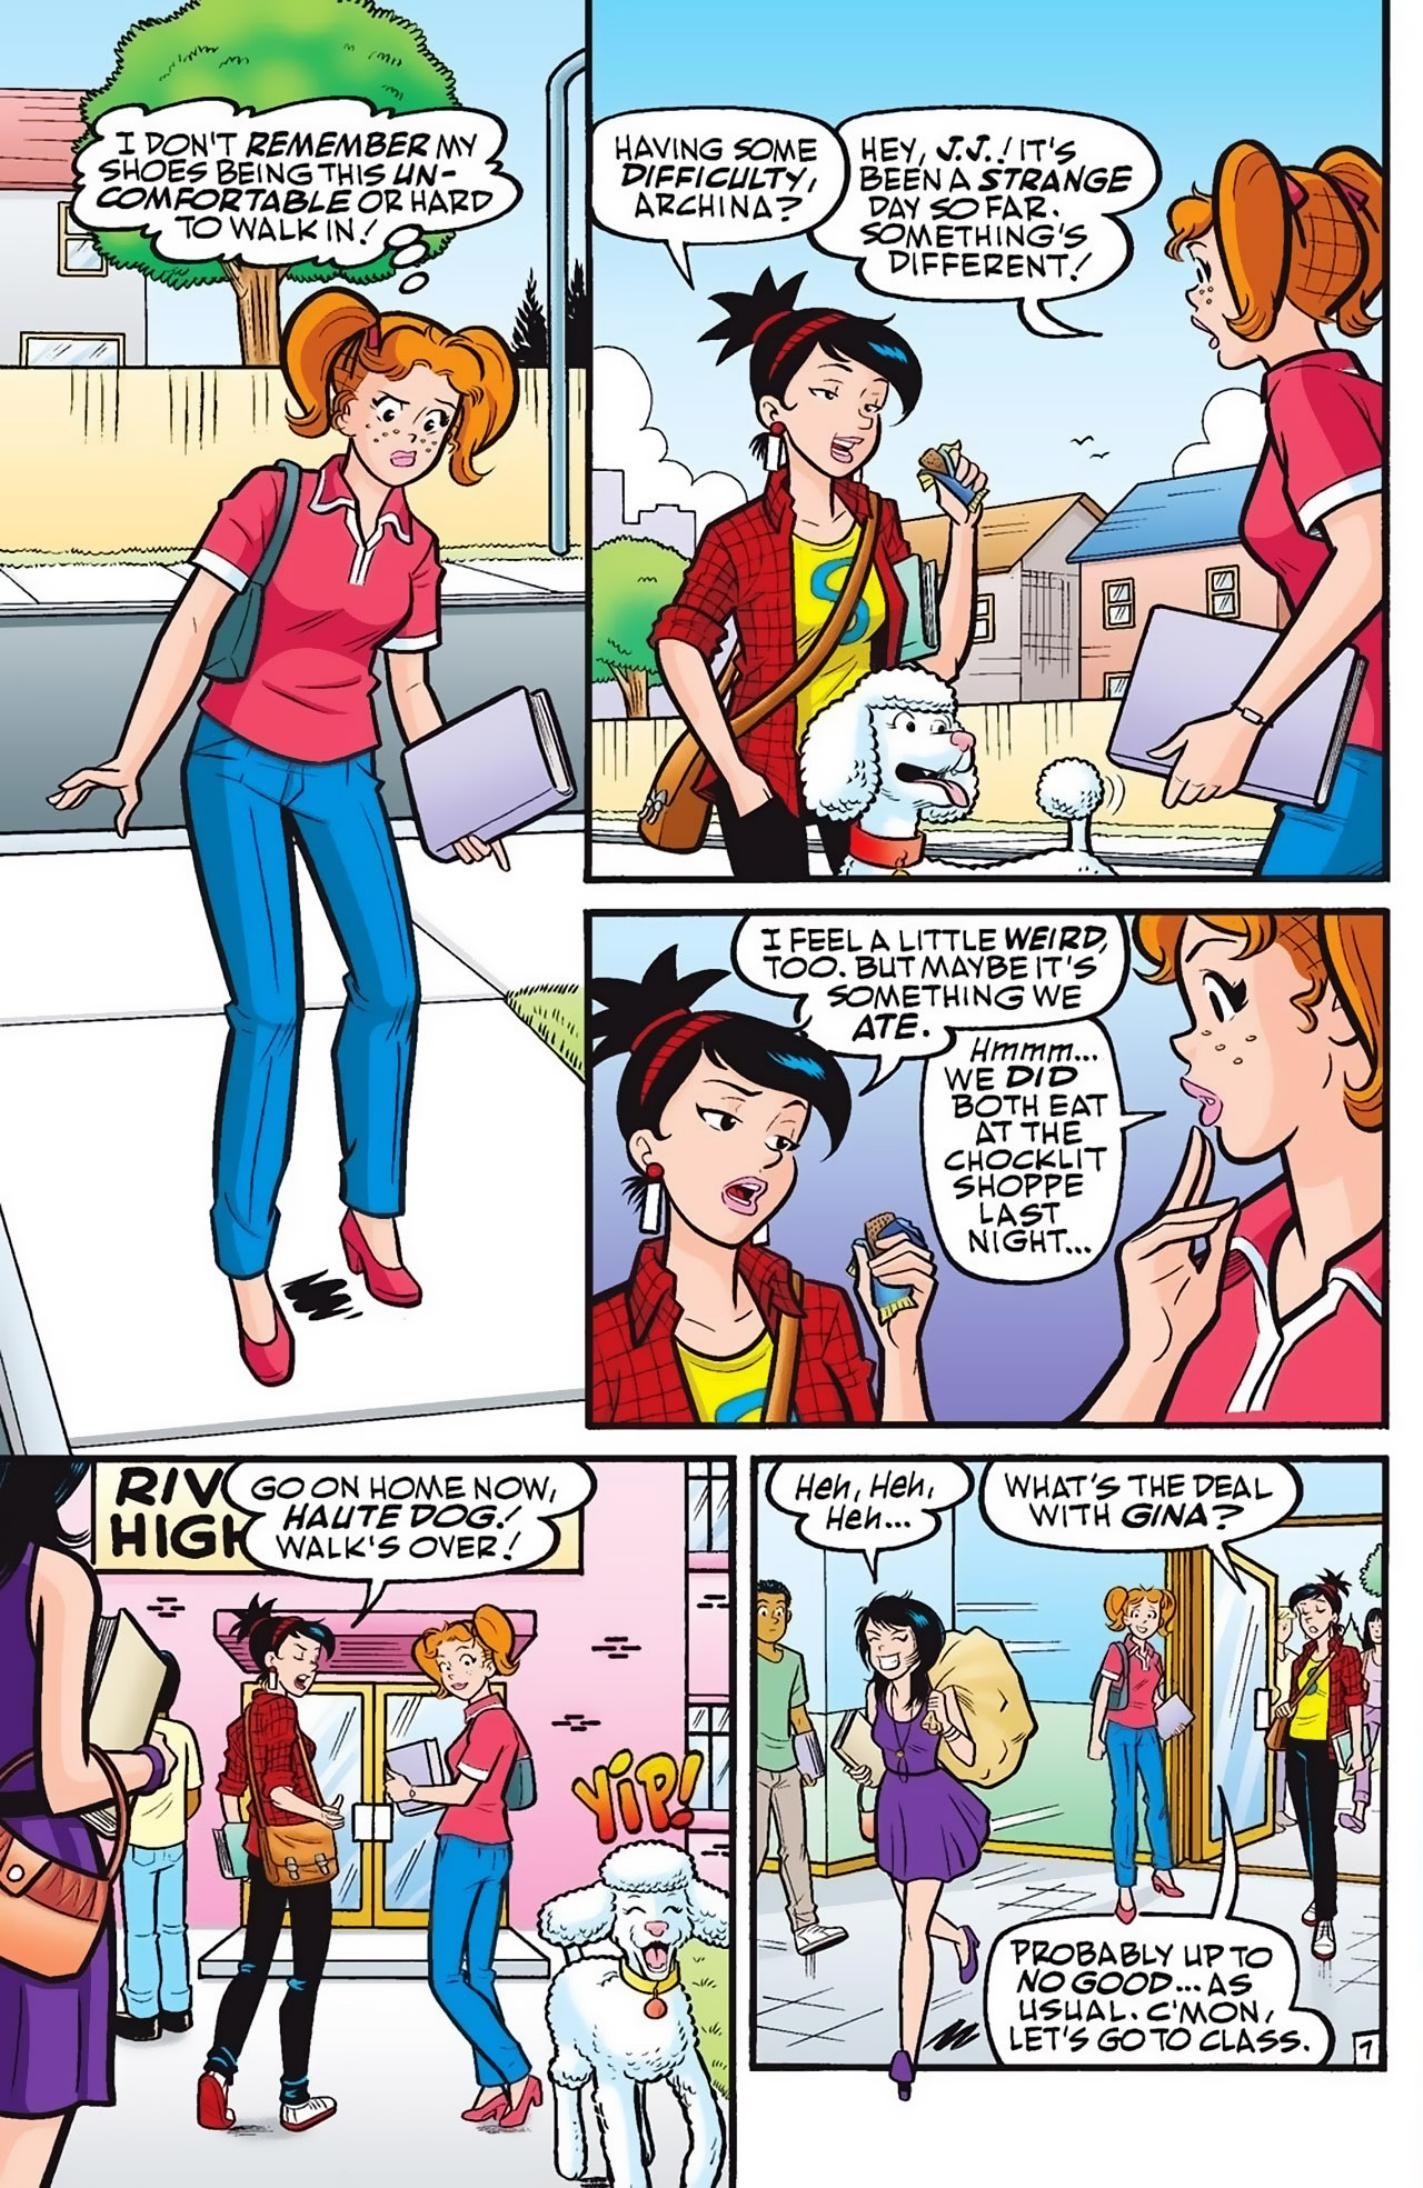 I DON'T REMEMBER MY
SHOES BEING THIS UN-
COMFORTABLE OR HARD
TO WALK IN!
HAVING SOME
DIFFICULTY,
ARCHINA?
HEY, J.J.! IT'S
BEEN A STRANGE
DAY SO FAR.
SOMETHING'S
DIFFERENT!
S
I FEEL A LITTLE WEIRD,
TOO. BUT MAYBE IT'S
SOMETHING WE
ATE.
Hmmm...
WE DID
BOTH EAT
AT THE
CHOCKLIT
SHOPPE
LAST
NIGHT...
RIV
HIGH
GO ON HOME NOW,
HAUTE DOG!
WALK'S OVER!
YIP!
Heh, Heh,
Heh...
WHAT'S THE DEAL
WITH GINA?
PROBABLY UP TO
NO GOOD... AS
USUAL. C'MON,
LET'S GO TO CLASS.
7